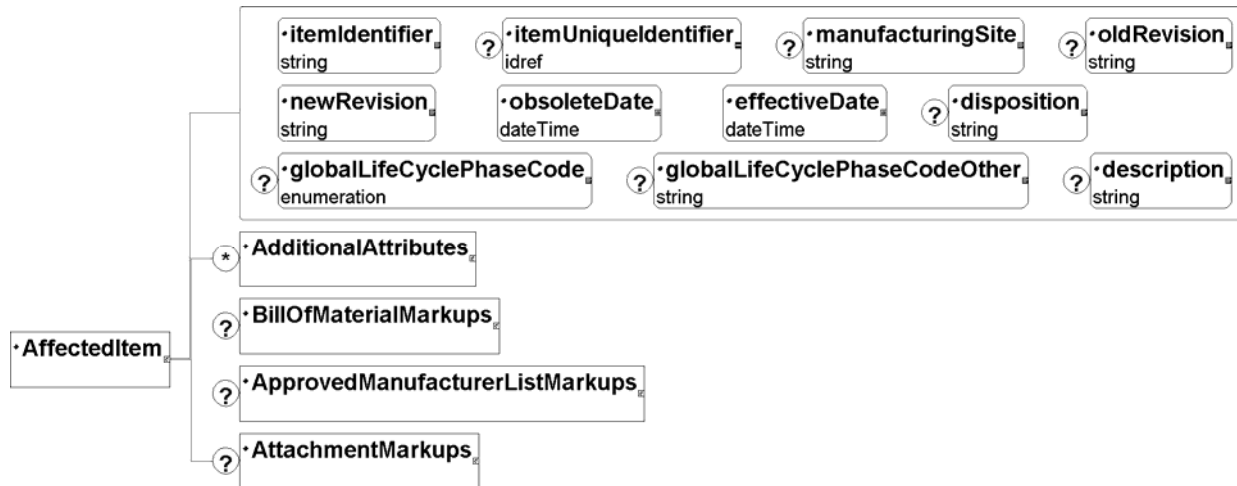 itemIdentifier
string
? itemUniqueIdentifier
idref
? manufacturingSite
string
? oldRevision
string
newRevision
string
obsoleteDate
dateTime
effectiveDate
dateTime
? disposition
string
? globalLifeCyclePhaseCode
enumeration
? globalLifeCyclePhaseCodeOther
string
? description
string
* AdditionalAttributes
? BillOfMaterialMarkups
AffectedItem
? ApprovedManufacturerListMarkups
? AttachmentMarkups